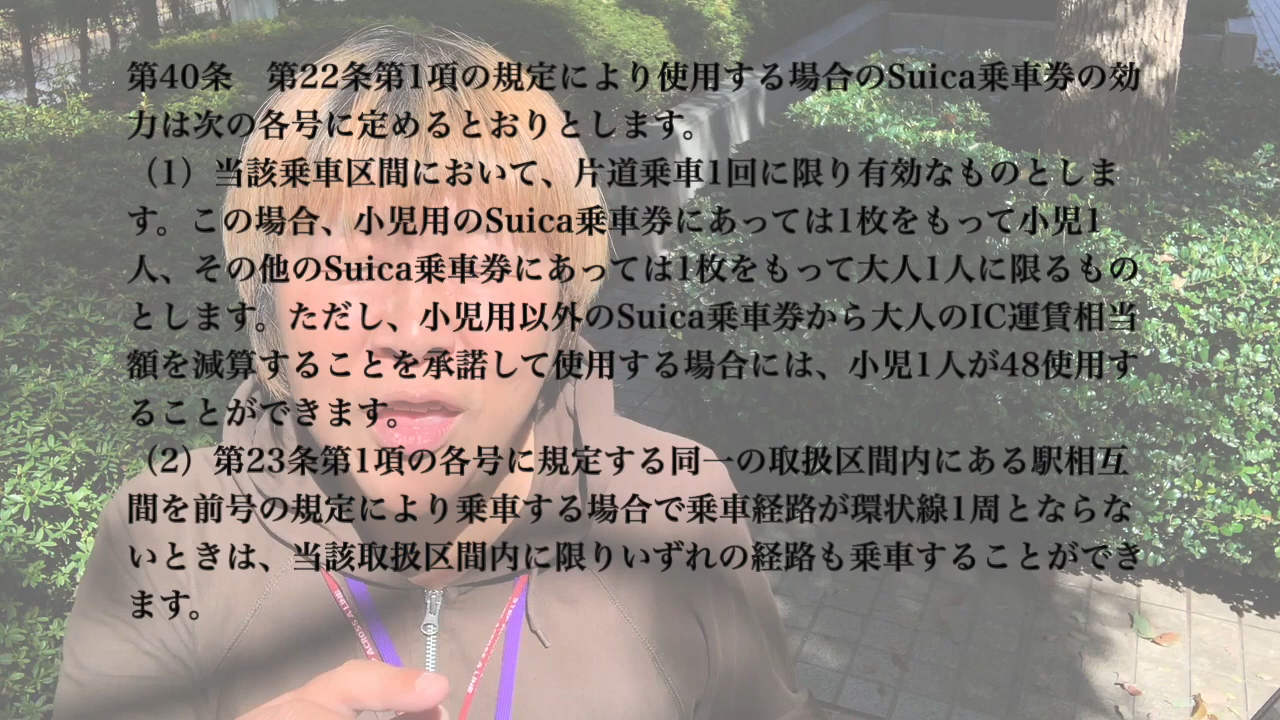 第40条　第22条第1項の規定により使用する場合のSuica乗車券の効
力は次の各号に定めるとおりとします。
（1）当該乗車区間において、片道乗車1回に限り有効なものとしま
す。この場合、小児用のSuica乗車券にあっては1枚をもって小児1
人、その他のSuica乗車券にあっては1枚をもって大人1人に限るもの
とします。ただし、小児用以外のSuica乗車券から大人のIC運賃相当
額を減算することを承諾して使用する場合には、小児1人が48使用す
ることができます。
（2）第23条第1項の各号に規定する同一の取扱区間内にある駅相互
間を前号の規定により乗車する場合で乗車経路が環状線1周とならな
いときは、当該取扱区間内に限りいずれの経路も乗車することができ
ます。
ACROSS A LINE